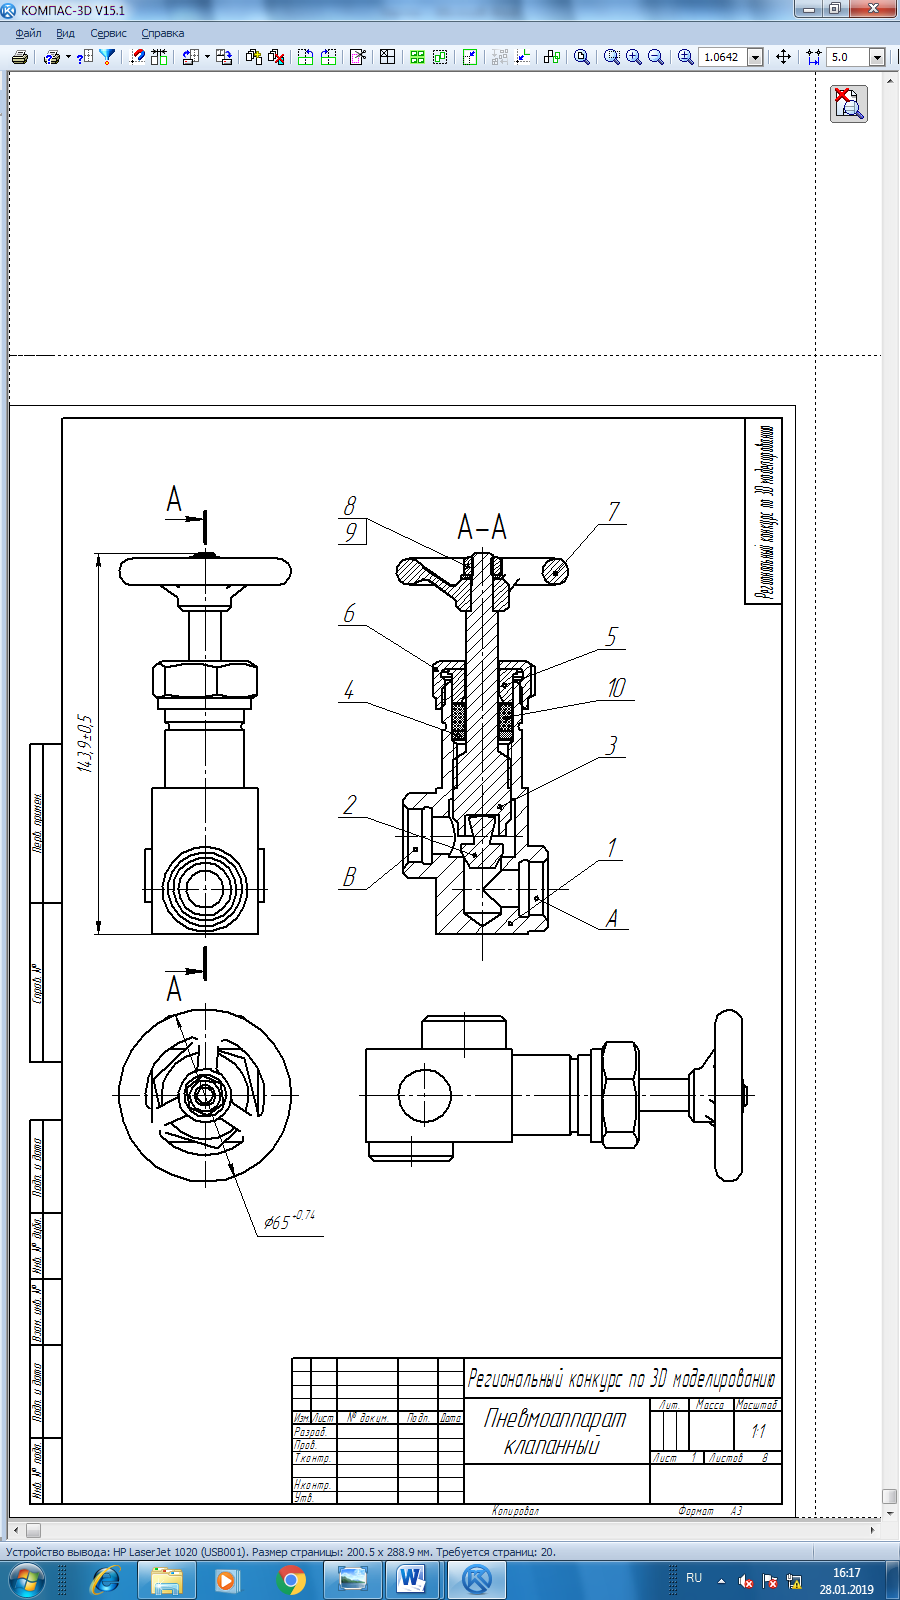 КОМПАС-3D V15.1
Файл Вид Сервис Справка
1.0642
5.0
Региональный конкурс по 3D моделированию
А
8
9
А-А
7
6
5
4
10
3
143,9±0,5
2
1
В
А
А
Ø65 +0,74
Перв. примен.
Справ. №
Подп. и дата
Инв. № дубл.
Взам. инв. №
Подп. и дата
Инв. № подл.
Региональный конкурс по 3D моделированию
Изм. Лист № докум. Подп. Дата
Разраб.
Пров.
Т.контр.
Н.контр.
Утв.
Пневмоаппарат
клапанный
Лит. Масса Масштаб
1:1
Лист 1 Листов 8
Копировал Формат А3
Устройство вывода: HP LaserJet 1020 (USB001). Размер страницы: 200.5 x 288.9 мм. Требуется страниц: 20.
RU
16:17
28.01.2019